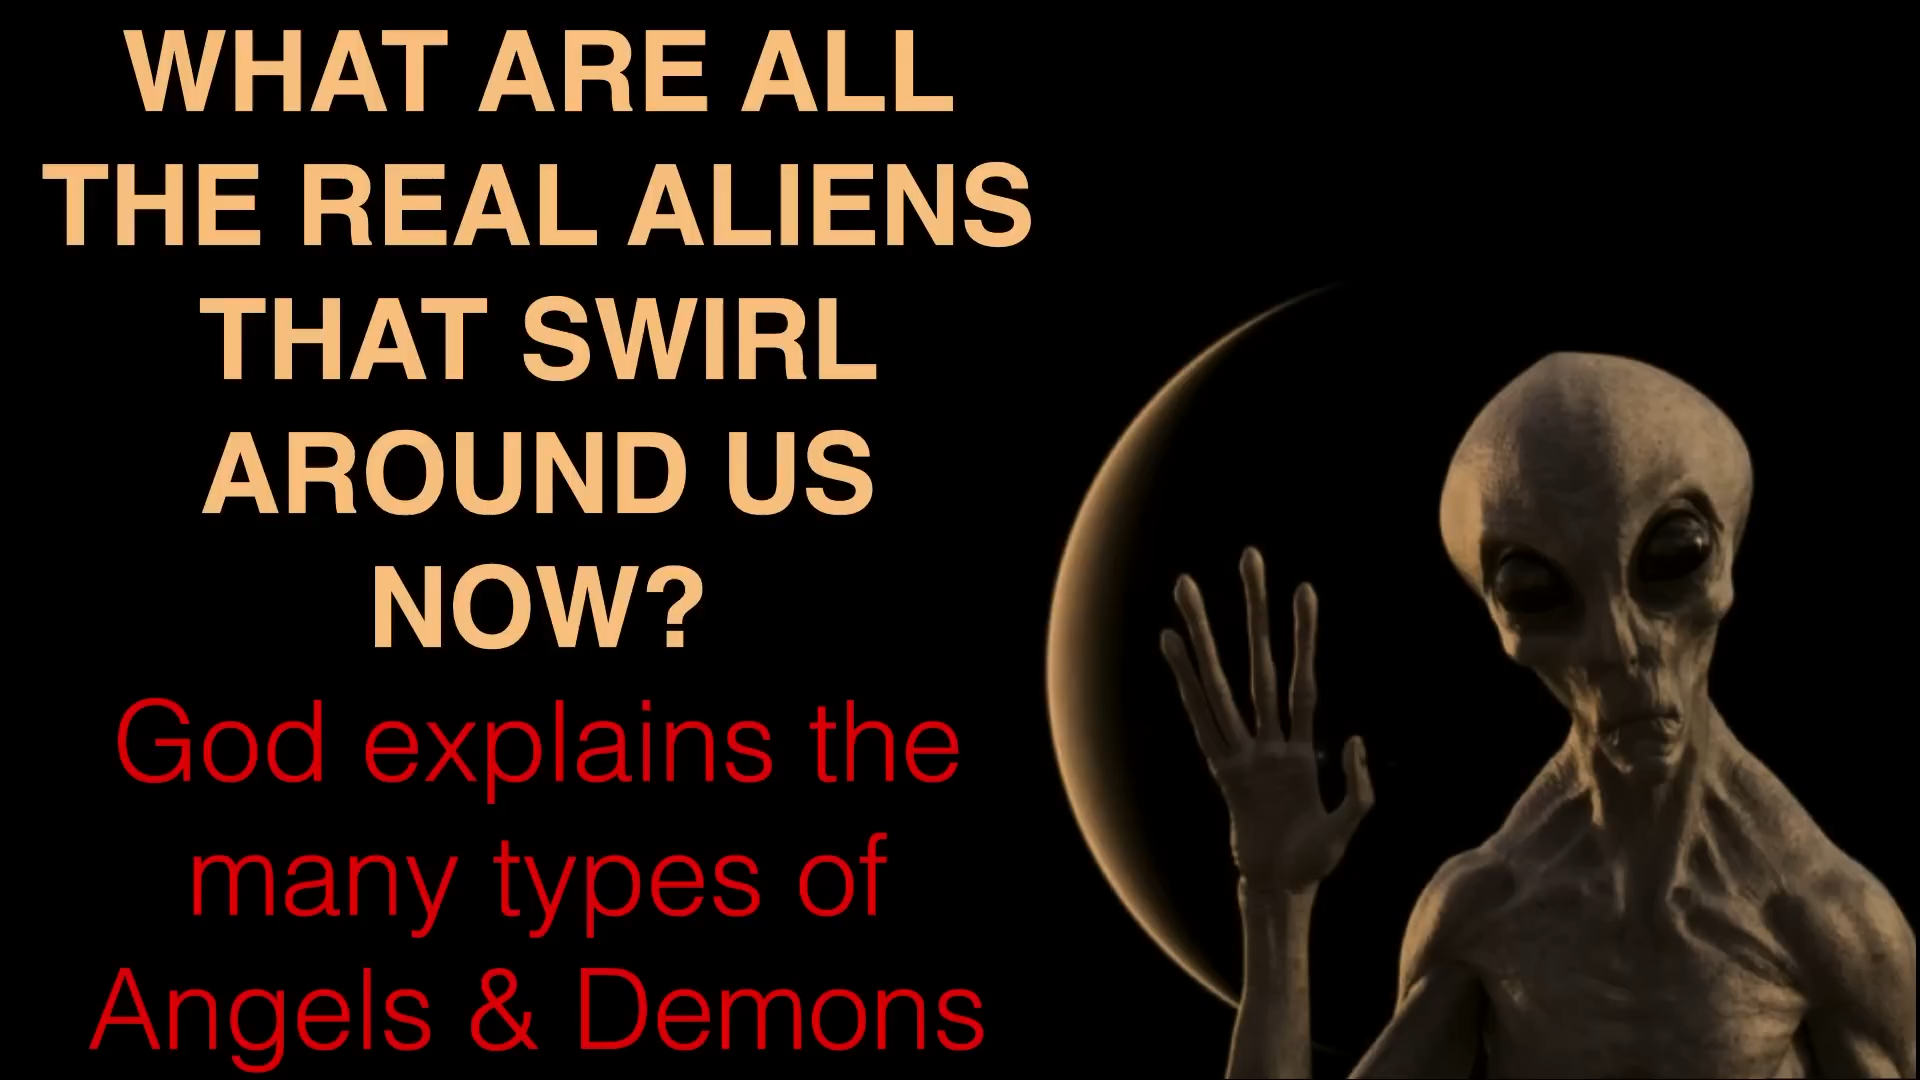 WHAT ARE ALL
THE REAL ALIENS
THAT SWIRL
AROUND US
NOW?
God explains the
many types of
Angels & Demons